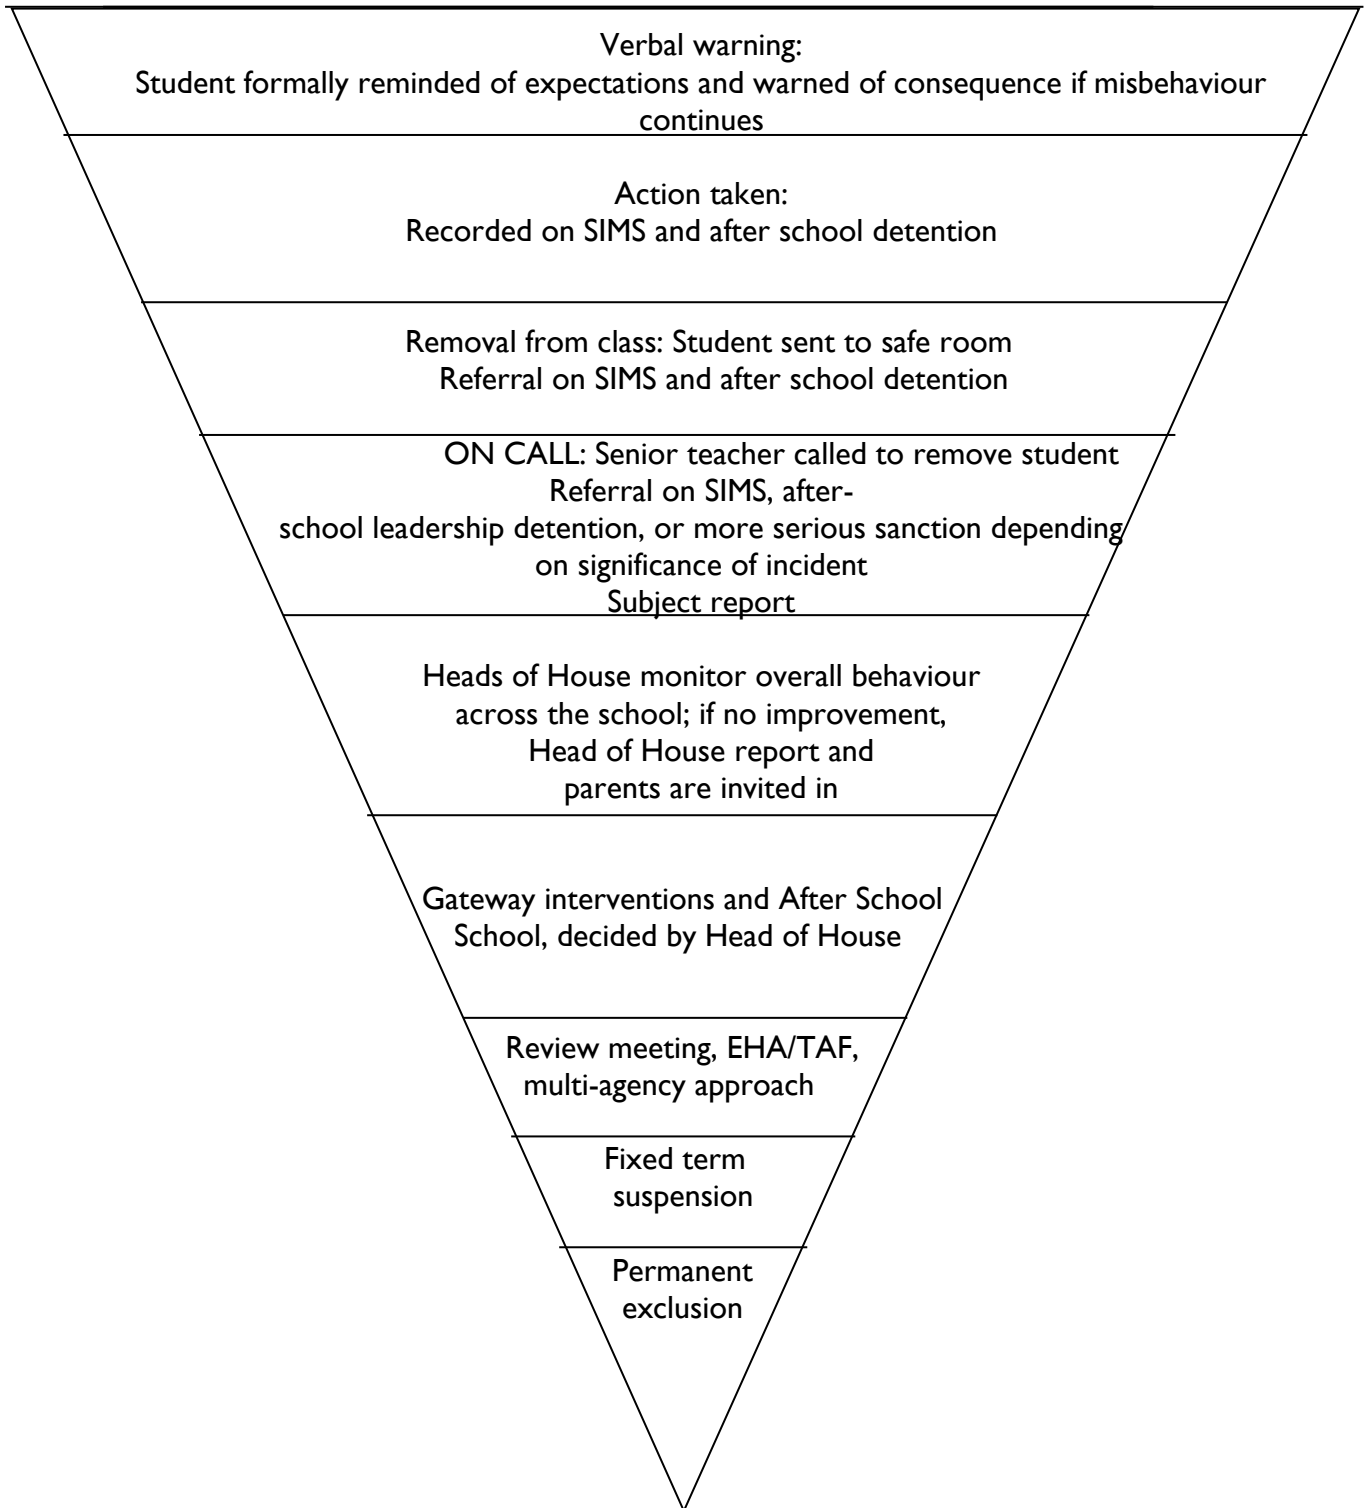 Verbal warning:
Student formally reminded of expectations and warned of consequence if misbehaviour
continues
Action taken:
Recorded on SIMS and after school detention
Removal from class: Student sent to safe room
Referral on SIMS and after school detention
ON CALL: Senior teacher called to remove student
Referral on SIMS, after-
school leadership detention, or more serious sanction depending
on significance of incident
Subject report
Heads of House monitor overall behaviour
across the school; if no improvement,
Head of House report and
parents are invited in
Gateway interventions and After School
School, decided by Head of House
Review meeting, EHA/TAF,
multi-agency approach
Fixed term
suspension
Permanent
exclusion